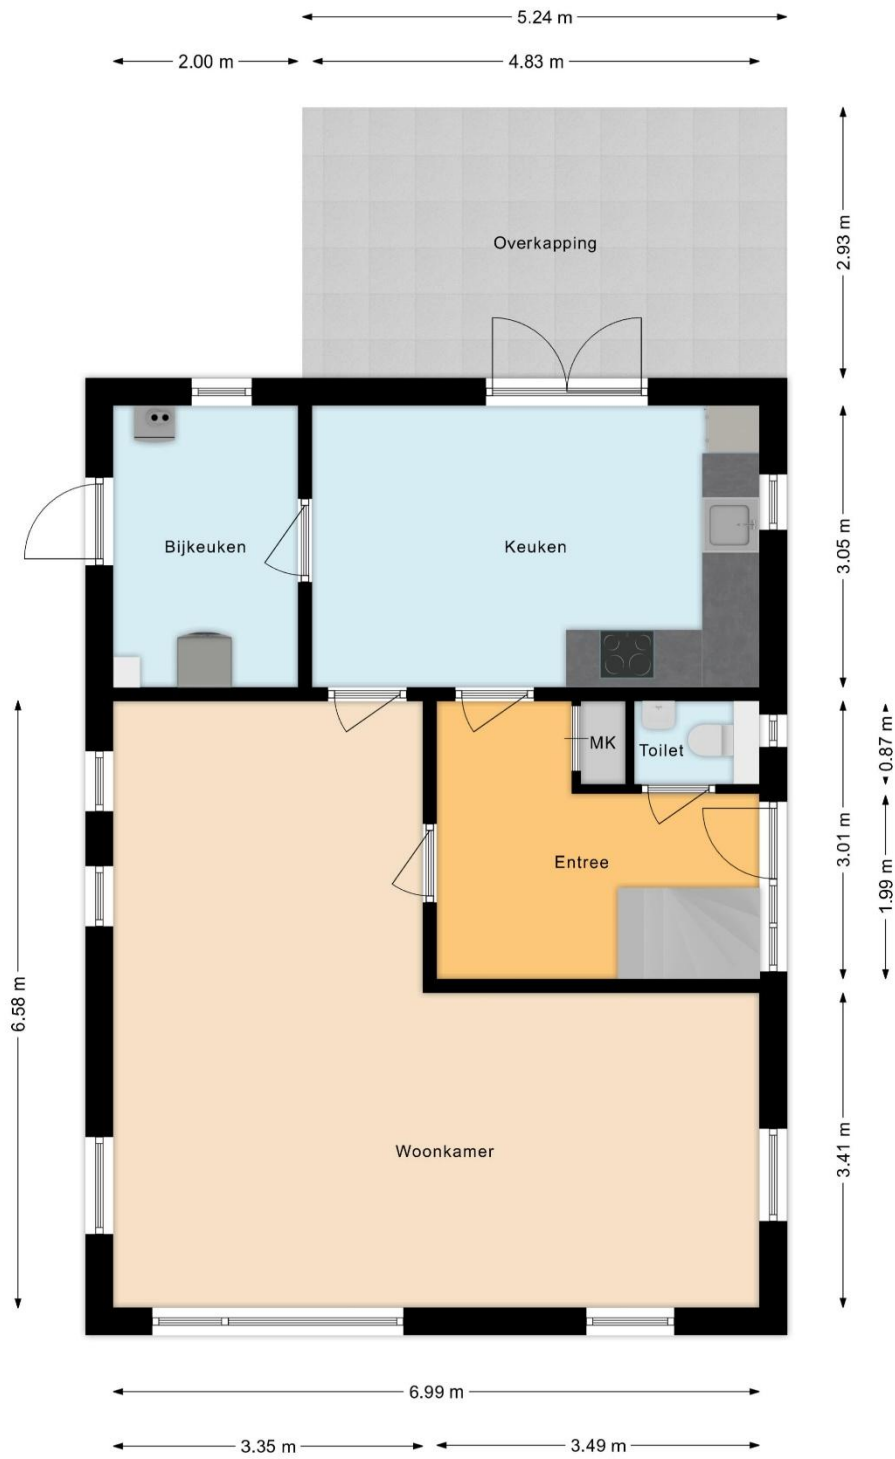 5.24 m
2.00 m
4.83 m
Overkapping
2.93 m
Bijkeuken
Keuken
3.05 m
MK
Toilet
0.87 m
Entree
3.01 m
1.99 m
6.58 m
Woonkamer
3.41 m
6.99 m
3.35 m
3.49 m